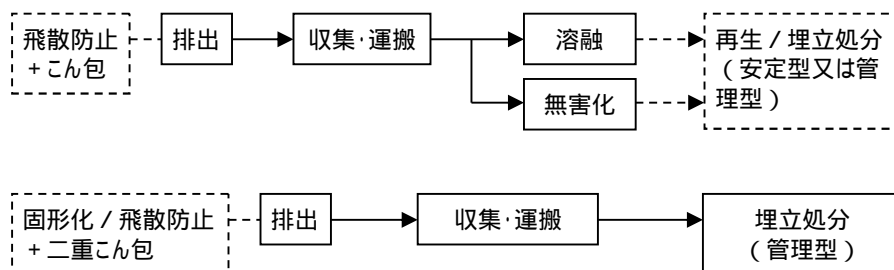 飛散防止
+こん包
排出
収集・運搬
溶融
無害化
再生/埋立処分
(安定型又は管
理型)
固形化/飛散防止
+二重こん包
排出
収集・運搬
埋立処分
(管理型)